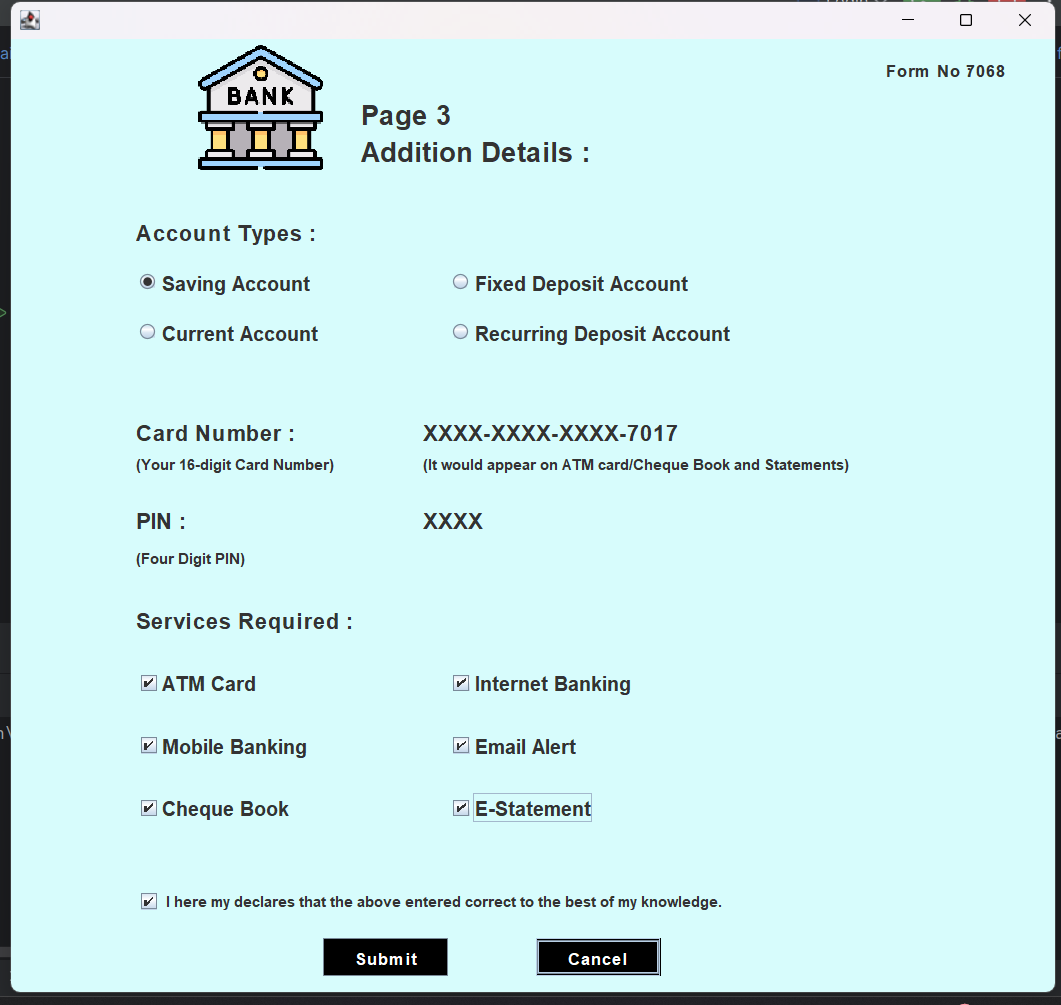 Form No 7068
BANK
Page 3
Addition Details :
Account Types :
Saving Account
Fixed Deposit Account
Current Account
Recurring Deposit Account
Card Number :
XXXX-XXXX-XXXX-7017
(Your 16-digit Card Number)
(It would appear on ATM card/Cheque Book and Statements)
PIN :
XXXX
(Four Digit PIN)
Services Required :
ATM Card
Internet Banking
Mobile Banking
Email Alert
Cheque Book
E-Statement
I here my declares that the above entered correct to the best of my knowledge.
Submit
Cancel